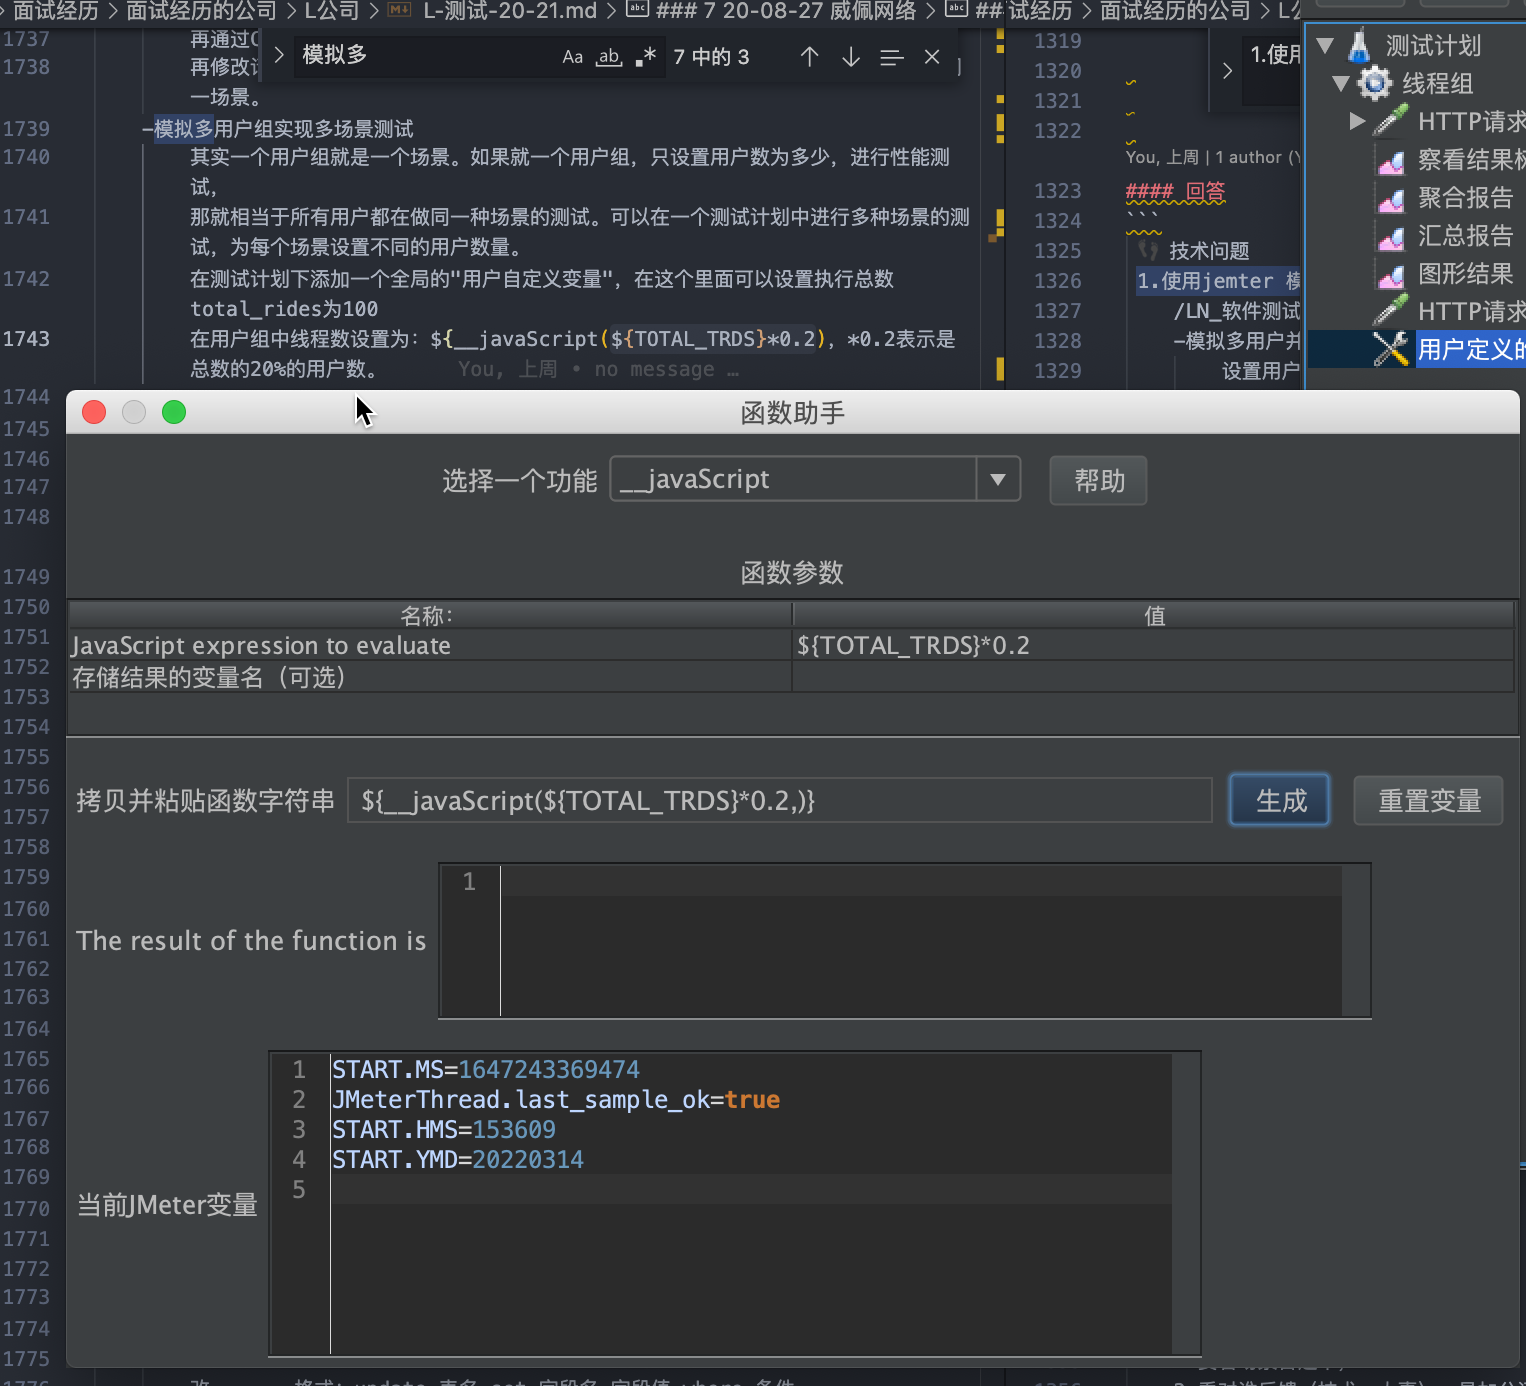 面试经历 > 面试经历的公司 > L公司 > L-测试-20-21.md > ### 7 20-08-27 威佩网络 > ##
试经历 > 面试经历的公司 >
1737 再通过
1738 再修改
一场景。
模拟多
Aa ab .* 7 中的 3
1739 -模拟多用户组实现多场景测试
1740 其实一个用户组就是一个场景。如果就一个用户组，只设置用户数为多少，进行性能测
试，
1741 那就相当于所有用户都在做同一种场景的测试。可以在一个测试计划中进行多种场景的测
试，为每个场景设置不同的用户数量。
1742 在测试计划下添加一个全局的"用户自定义变量"，在这个里面可以设置执行总数
total_rides为100
1743 在用户组中线程数设置为：${__javaScript(${TOTAL_TRDS}*0.2)，*0.2表示是
总数的20%的用户数。 You, 上周 • no message …
1744
1745
1746
1747
1748
1749
1750
1751
1752
1753
1754
1755
1756
1757
1758
1759
1760
1761
1762
1763
1764
1765
1766
1767
1768
1769
1770
1771
1772
1773
1774
1775
1319
1320
1321
1322
1.使用
You, 上周 | 1 author (
1323 #### 回答
1324 ```
1325 技术问题
1326 1.使用jemter 模
1327 /LN_软件测试
1328 -模拟多用户并
1329 设置用户
测试计划
线程组
HTTP请求
察看结果树
聚合报告
汇总报告
图形结果
HTTP请求
用户定义的
函数助手
选择一个功能 __javaScript 帮助
函数参数
名称： 值
JavaScript expression to evaluate ${TOTAL_TRDS}*0.2
存储结果的变量名（可选）
拷贝并粘贴函数字符串 ${__javaScript(${TOTAL_TRDS}*0.2,)} 生成 重置变量
The result of the function is
1
当前JMeter变量
1 START.MS=1647243369474
2 JMeterThread.last_sample_ok=true
3 START.HMS=153609
4 START.YMD=20220314
5